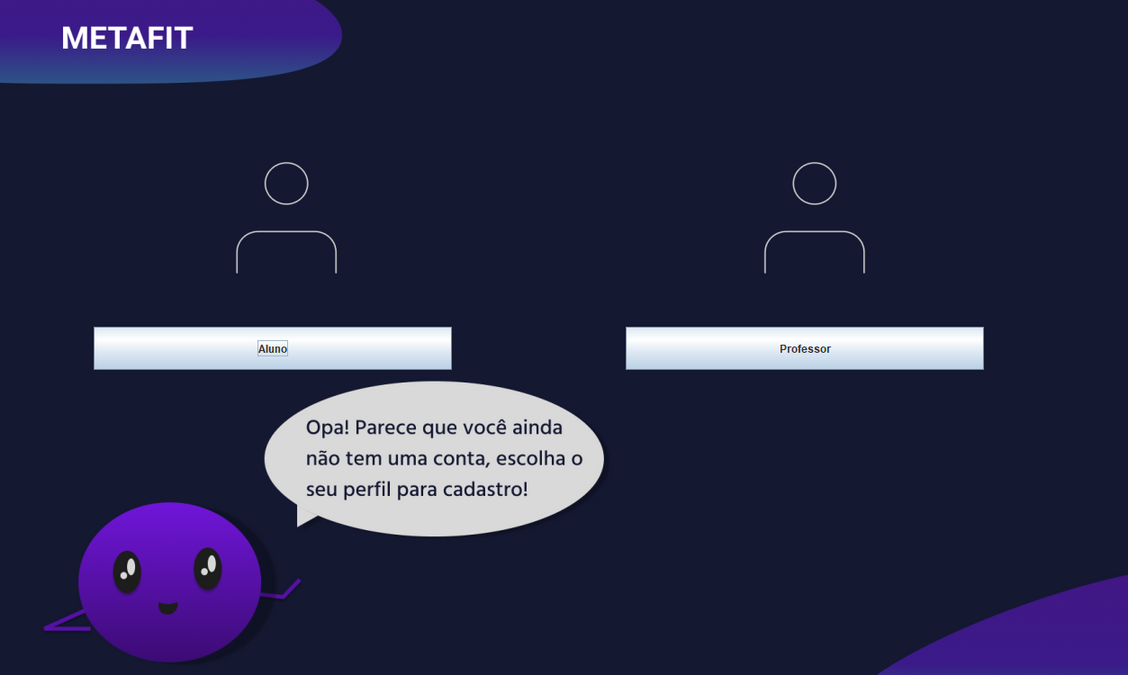 METAFIT
Aluno
Professor
Opa! Parece que você ainda
não tem uma conta, escolha o
seu perfil para cadastro!